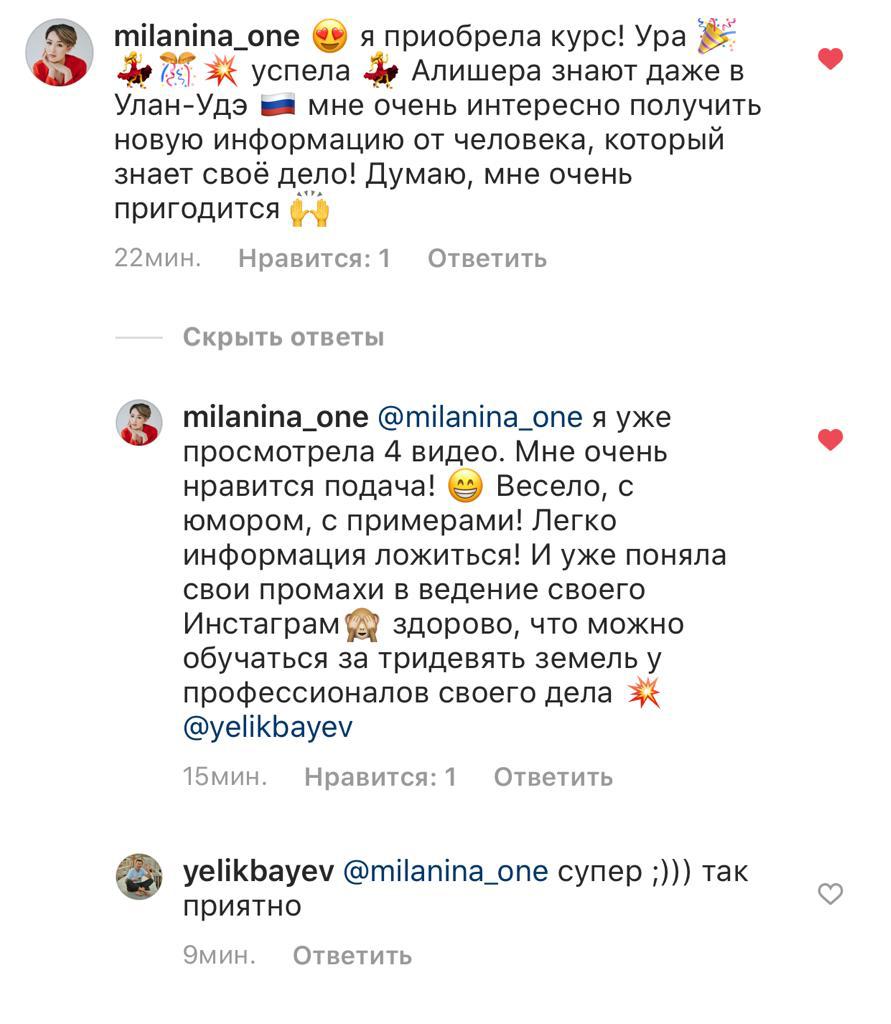 milanina_one 😍 я приобрела курс! Ура 🎉
💃🎊💥 успела 💃 Алишера знают даже в
Улан-Удэ 🇷🇺 мне очень интересно получить
новую информацию от человека, который
знает своё дело! Думаю, мне очень
пригодится 🙌
22мин. Нравится: 1 Ответить
Скрыть ответы
milanina_one @milanina_one я уже
просмотрела 4 видео. Мне очень
нравится подача! 😁 Весело, с
юмором, с примерами! Легко
информация ложиться! И уже поняла
свои промахи в ведение своего
Инстаграм🙈 здорово, что можно
обучаться за тридевять земель у
профессионалов своего дела 💥
@yelikbayev
15мин. Нравится: 1 Ответить
yelikbayev @milanina_one супер ;))) так
приятно
9мин. Ответить